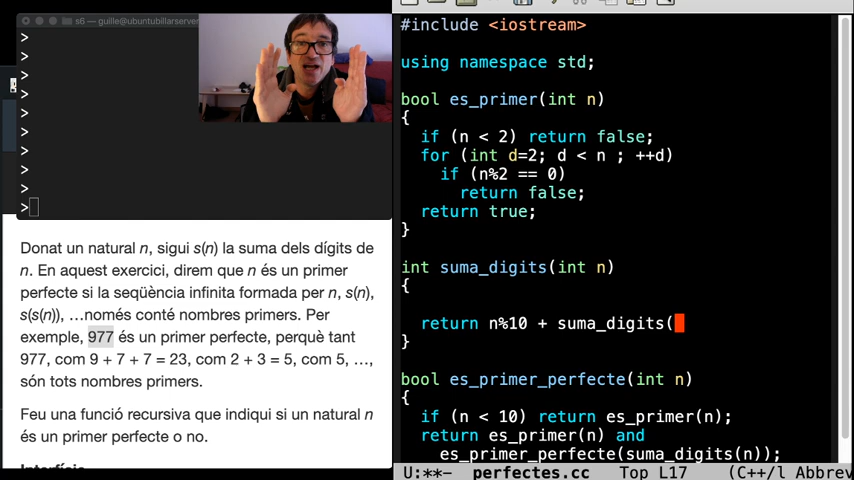 s6 — guille@ubuntubillarserver
>
>
>
>
>
>
>
>
>
>
Donat un natural n, sigui s(n) la suma dels dígits de
n. En aquest exercici, direm que n és un primer
perfecte si la seqüència infinita formada per n, s(n),
s(s(n)), …només conté nombres primers. Per
exemple, 977 és un primer perfecte, perquè tant
977, com 9 + 7 + 7 = 23, com 2 + 3 = 5, com 5, …,
són tots nombres primers.
Feu una funció recursiva que indiqui si un natural n
és un primer perfecte o no.
Interfície
#include <iostream>
using namespace std;
bool es_primer(int n)
{
if (n < 2) return false;
for (int d=2; d < n ; ++d)
if (n%2 == 0)
return false;
return true;
}
int suma_digits(int n)
{
return n%10 + suma_digits(
}
bool es_primer_perfecte(int n)
{
if (n < 10) return es_primer(n);
return es_primer(n) and
es_primer_perfecte(suma_digits(n));
U:**- perfectes.cc Top L17 (C++/l Abbrev